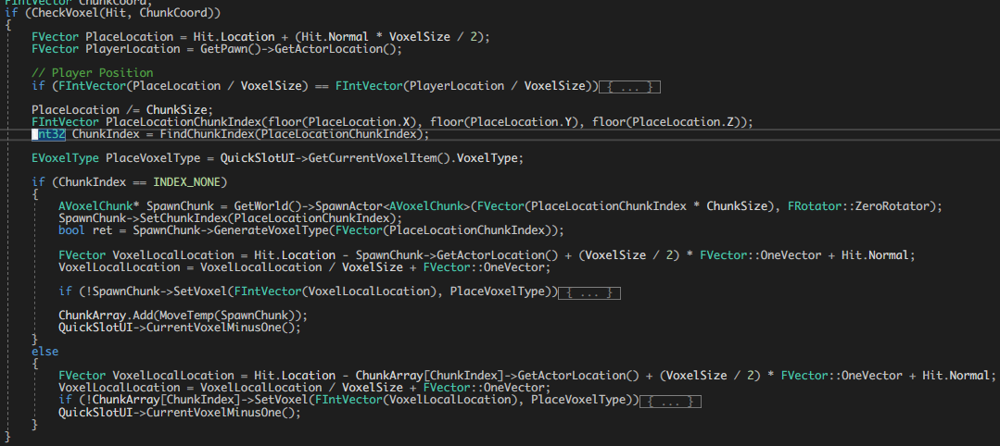 FIntVector ChunkCoord;
if (CheckVoxel(Hit, ChunkCoord))
{
FVector PlaceLocation = Hit.Location + (Hit.Normal * VoxelSize / 2);
FVector PlayerLocation = GetPawn()->GetActorLocation();
// Player Position
if (FIntVector(PlaceLocation / VoxelSize) == FIntVector(PlayerLocation / VoxelSize)){ ... }
PlaceLocation /= ChunkSize;
FIntVector PlaceLocationChunkIndex(floor(PlaceLocation.X), floor(PlaceLocation.Y), floor(PlaceLocation.Z));
int32 ChunkIndex = FindChunkIndex(PlaceLocationChunkIndex);
EVoxelType PlaceVoxelType = QuickSlotUI->GetCurrentVoxelItem().VoxelType;
if (ChunkIndex == INDEX_NONE)
{
AVoxelChunk* SpawnChunk = GetWorld()->SpawnActor<AVoxelChunk>(FVector(PlaceLocationChunkIndex * ChunkSize), FRotator::ZeroRotator);
SpawnChunk->SetChunkIndex(PlaceLocationChunkIndex);
bool ret = SpawnChunk->GenerateVoxelType(FVector(PlaceLocationChunkIndex));
FVector VoxelLocalLocation = Hit.Location - SpawnChunk->GetActorLocation() + (VoxelSize / 2) * FVector::OneVector + Hit.Normal;
VoxelLocalLocation = VoxelLocalLocation / VoxelSize + FVector::OneVector;
if (!SpawnChunk->SetVoxel(FIntVector(VoxelLocalLocation), PlaceVoxelType)){ ... }
ChunkArray.Add(MoveTemp(SpawnChunk));
QuickSlotUI->CurrentVoxelMinusOne();
}
else
{
FVector VoxelLocalLocation = Hit.Location - ChunkArray[ChunkIndex]->GetActorLocation() + (VoxelSize / 2) * FVector::OneVector + Hit.Normal;
VoxelLocalLocation = VoxelLocalLocation / VoxelSize + FVector::OneVector;
if (!ChunkArray[ChunkIndex]->SetVoxel(FIntVector(VoxelLocalLocation), PlaceVoxelType)){ ... }
QuickSlotUI->CurrentVoxelMinusOne();
}
}